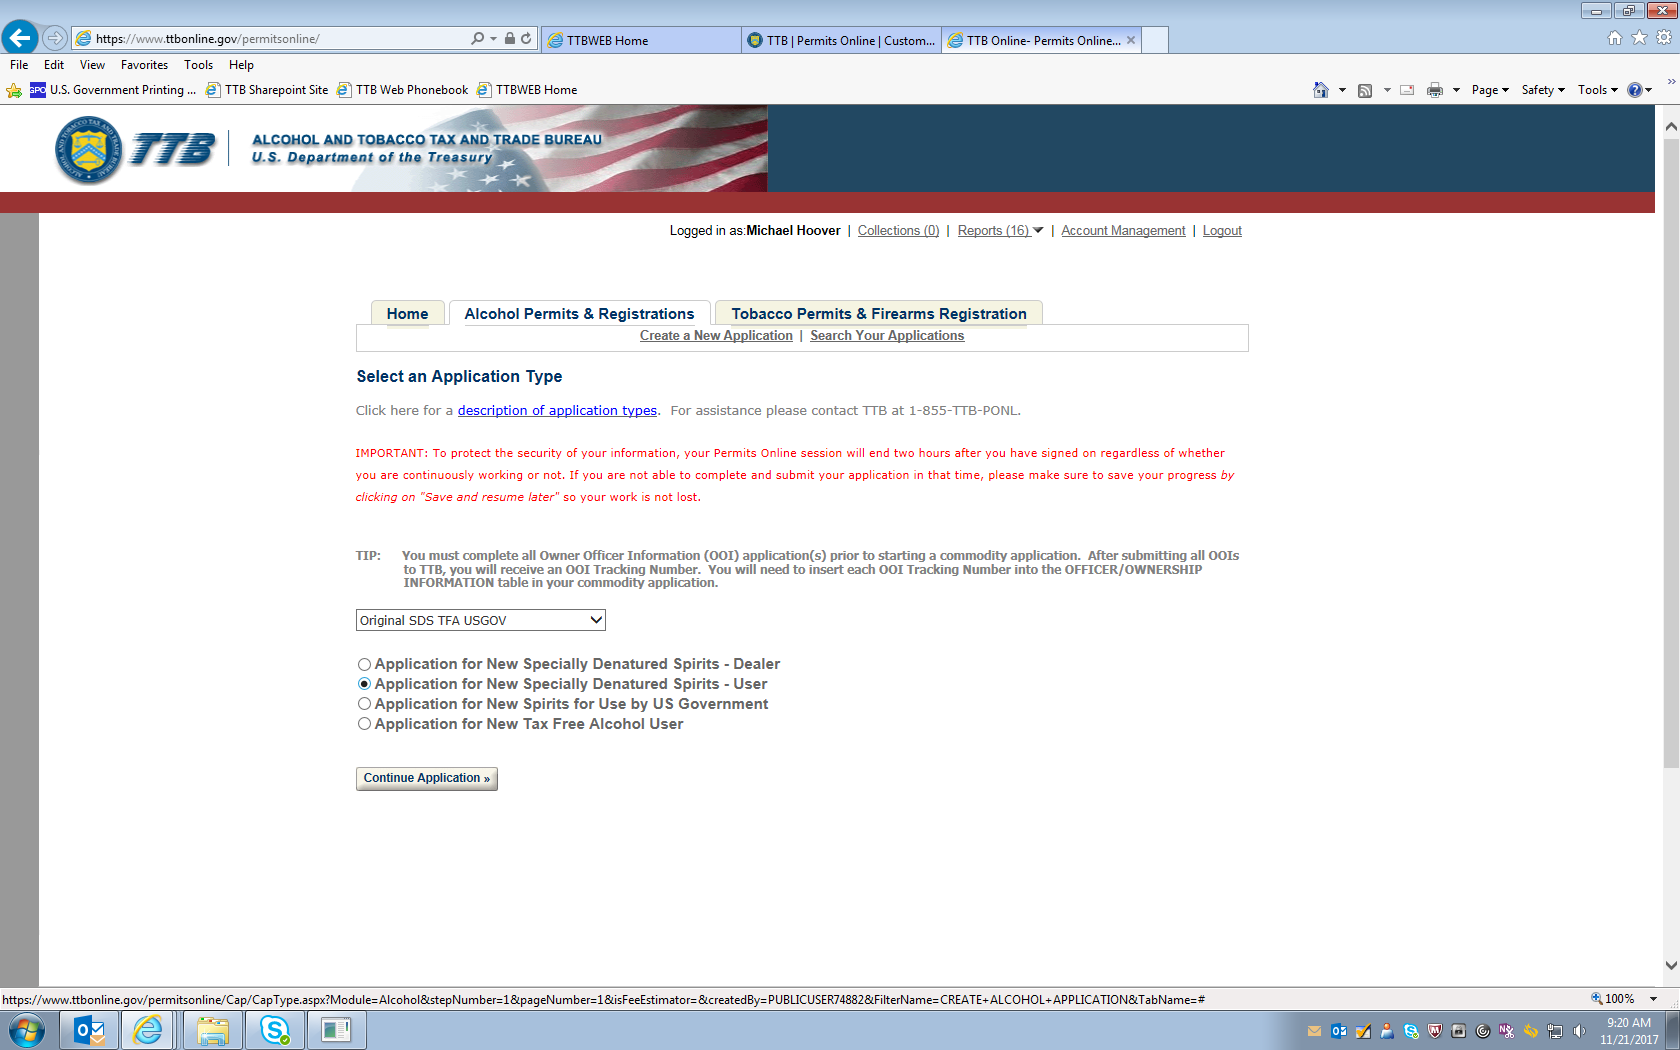 https://www.ttbonline.gov/permitsonline/
TTBWEB Home
TTB | Permits Online | Custom...
TTB Online- Permits Online...
File Edit View Favorites Tools Help
GPO U.S. Government Printing ... TTB Sharepoint Site TTB Web Phonebook TTBWEB Home
Page Safety Tools
TTB
ALCOHOL AND TOBACCO TAX AND TRADE BUREAU
U.S. Department of the Treasury
Logged in as:Michael Hoover | Collections (0) | Reports (16) | Account Management | Logout
Home Alcohol Permits & Registrations Tobacco Permits & Firearms Registration
Create a New Application | Search Your Applications
Select an Application Type
Click here for a description of application types. For assistance please contact TTB at 1-855-TTB-PONL.
IMPORTANT: To protect the security of your information, your Permits Online session will end two hours after you have signed on regardless of whether
you are continuously working or not. If you are not able to complete and submit your application in that time, please make sure to save your progress by
clicking on "Save and resume later" so your work is not lost.
TIP: You must complete all Owner Officer Information (OOI) application(s) prior to starting a commodity application. After submitting all OOIs
to TTB, you will receive an OOI Tracking Number. You will need to insert each OOI Tracking Number into the OFFICER/OWNERSHIP
INFORMATION table in your commodity application.
Original SDS TFA USGOV
Application for New Specially Denatured Spirits - Dealer
Application for New Specially Denatured Spirits - User
Application for New Spirits for Use by US Government
Application for New Tax Free Alcohol User
Continue Application »
https://www.ttbonline.gov/permitsonline/Cap/CapType.aspx?Module=Alcohol&stepNumber=1&pageNumber=1&isFeeEstimator=&createdBy=PUBLICUSER74882&FilterName=CREATE+ALCOHOL+APPLICATION&TabName=#
100%
9:20 AM
11/21/2017